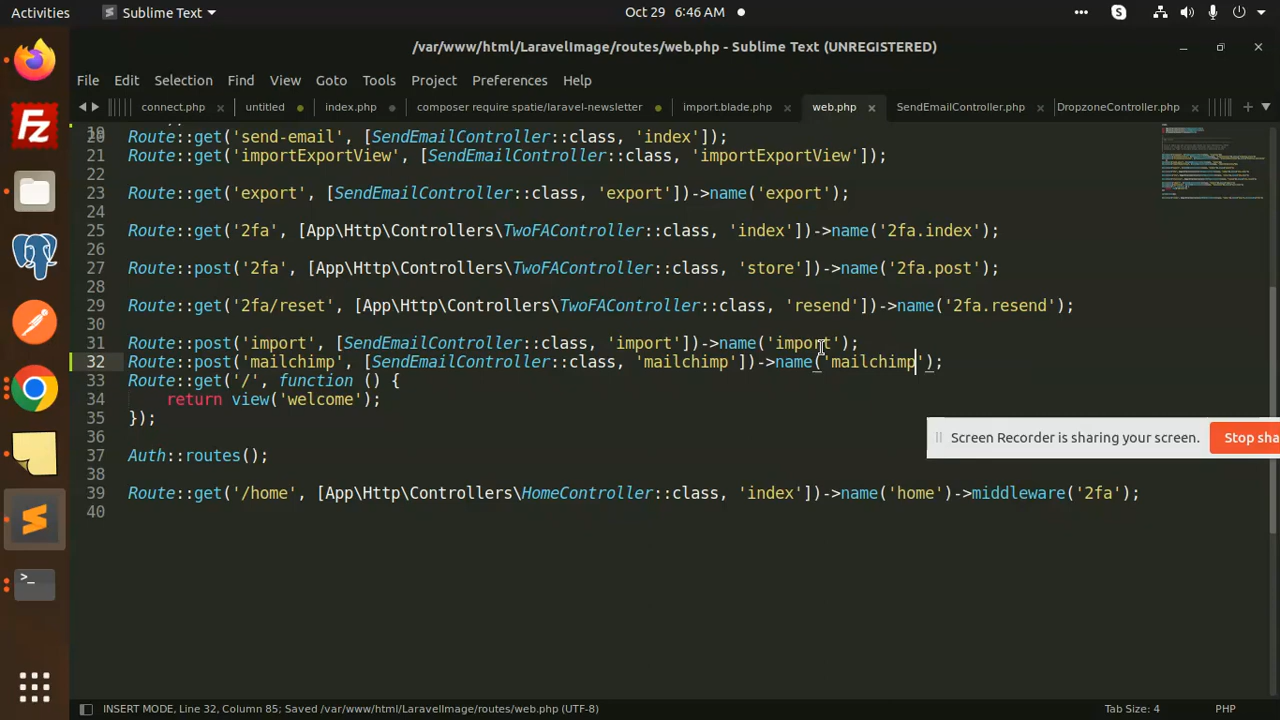 Activities
Sublime Text
Oct 29 6:46 AM
/var/www/html/LaravelImage/routes/web.php - Sublime Text (UNREGISTERED)
File Edit Selection Find View Goto Tools Project Preferences Help
connect.php
untitled
index.php
composer require spatie/laravel-newsletter
import.blade.php
web.php
SendEmailController.php
DropzoneController.php
19
20 Route::get('send-email', [SendEmailController::class, 'index']);
21 Route::get('importExportView', [SendEmailController::class, 'importExportView']);
22
23 Route::get('export', [SendEmailController::class, 'export'])->name('export');
24
25 Route::get('2fa', [App\Http\Controllers\TwoFAController::class, 'index'])->name('2fa.index');
26
27 Route::post('2fa', [App\Http\Controllers\TwoFAController::class, 'store'])->name('2fa.post');
28
29 Route::get('2fa/reset', [App\Http\Controllers\TwoFAController::class, 'resend'])->name('2fa.resend');
30
31 Route::post('import', [SendEmailController::class, 'import'])->name('import');
32 Route::post('mailchimp', [SendEmailController::class, 'mailchimp'])->name('mailchimp');
33 Route::get('/', function () {
34 return view('welcome');
35 });
36
37 Auth::routes();
38
39 Route::get('/home', [App\Http\Controllers\HomeController::class, 'index'])->name('home')->middleware('2fa');
40
Screen Recorder is sharing your screen.
Stop sha
INSERT MODE, Line 32, Column 85; Saved /var/www/html/LaravelImage/routes/web.php (UTF-8)
Tab Size: 4
PHP